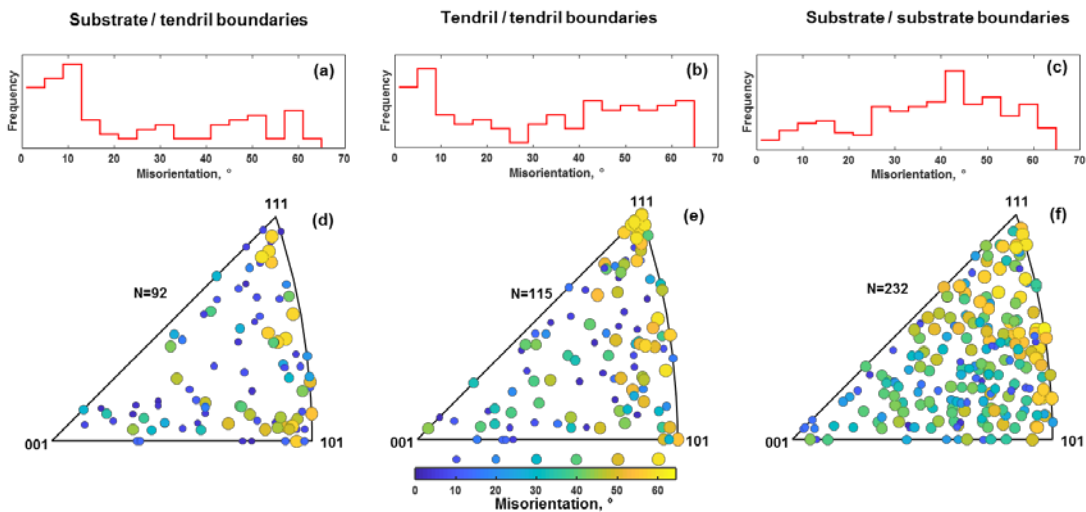 Substrate / tendril boundaries
Tendril / tendril boundaries
Substrate / substrate boundaries
(a)
Frequency
0 10 20 30 40 50 60 70
Misorientation, °
(b)
Frequency
0 10 20 30 40 50 60 70
Misorientation, °
(c)
Frequency
0 10 20 30 40 50 60 70
Misorientation, °
111
(d)
N=92
001
101
111
(e)
N=115
001
101
111
(f)
N=232
001
101
0 10 20 30 40 50 60
Misorientation, °